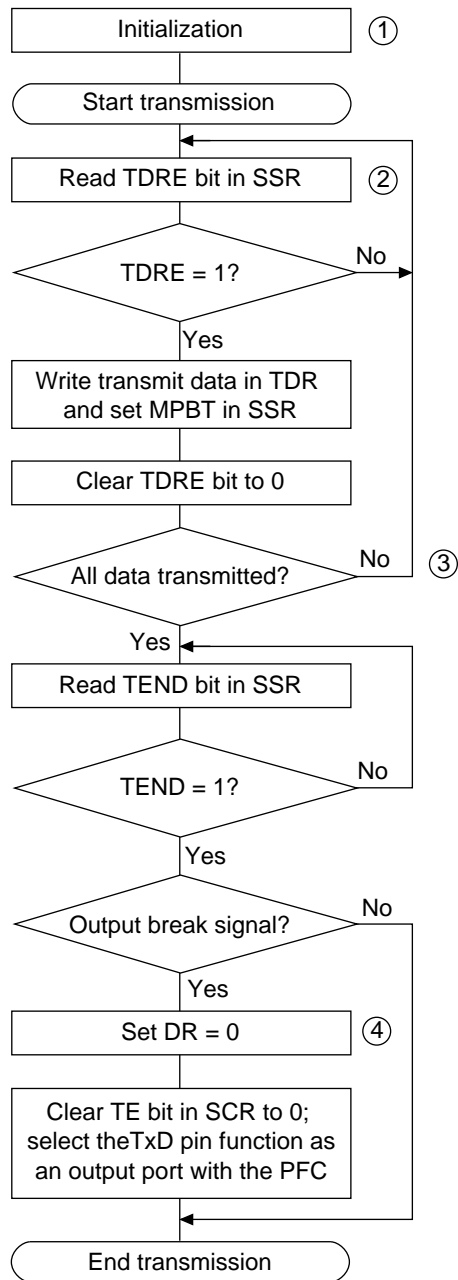 Initialization
①
Start transmission
Read TDRE bit in SSR
②
TDRE = 1?
No
Yes
Write transmit data in TDR
and set MPBT in SSR
Clear TDRE bit to 0
All data transmitted?
No
③
Yes
Read TEND bit in SSR
TEND = 1?
No
Yes
Output break signal?
No
Yes
Set DR = 0
④
Clear TE bit in SCR to 0;
select theTxD pin function as
an output port with the PFC
End transmission